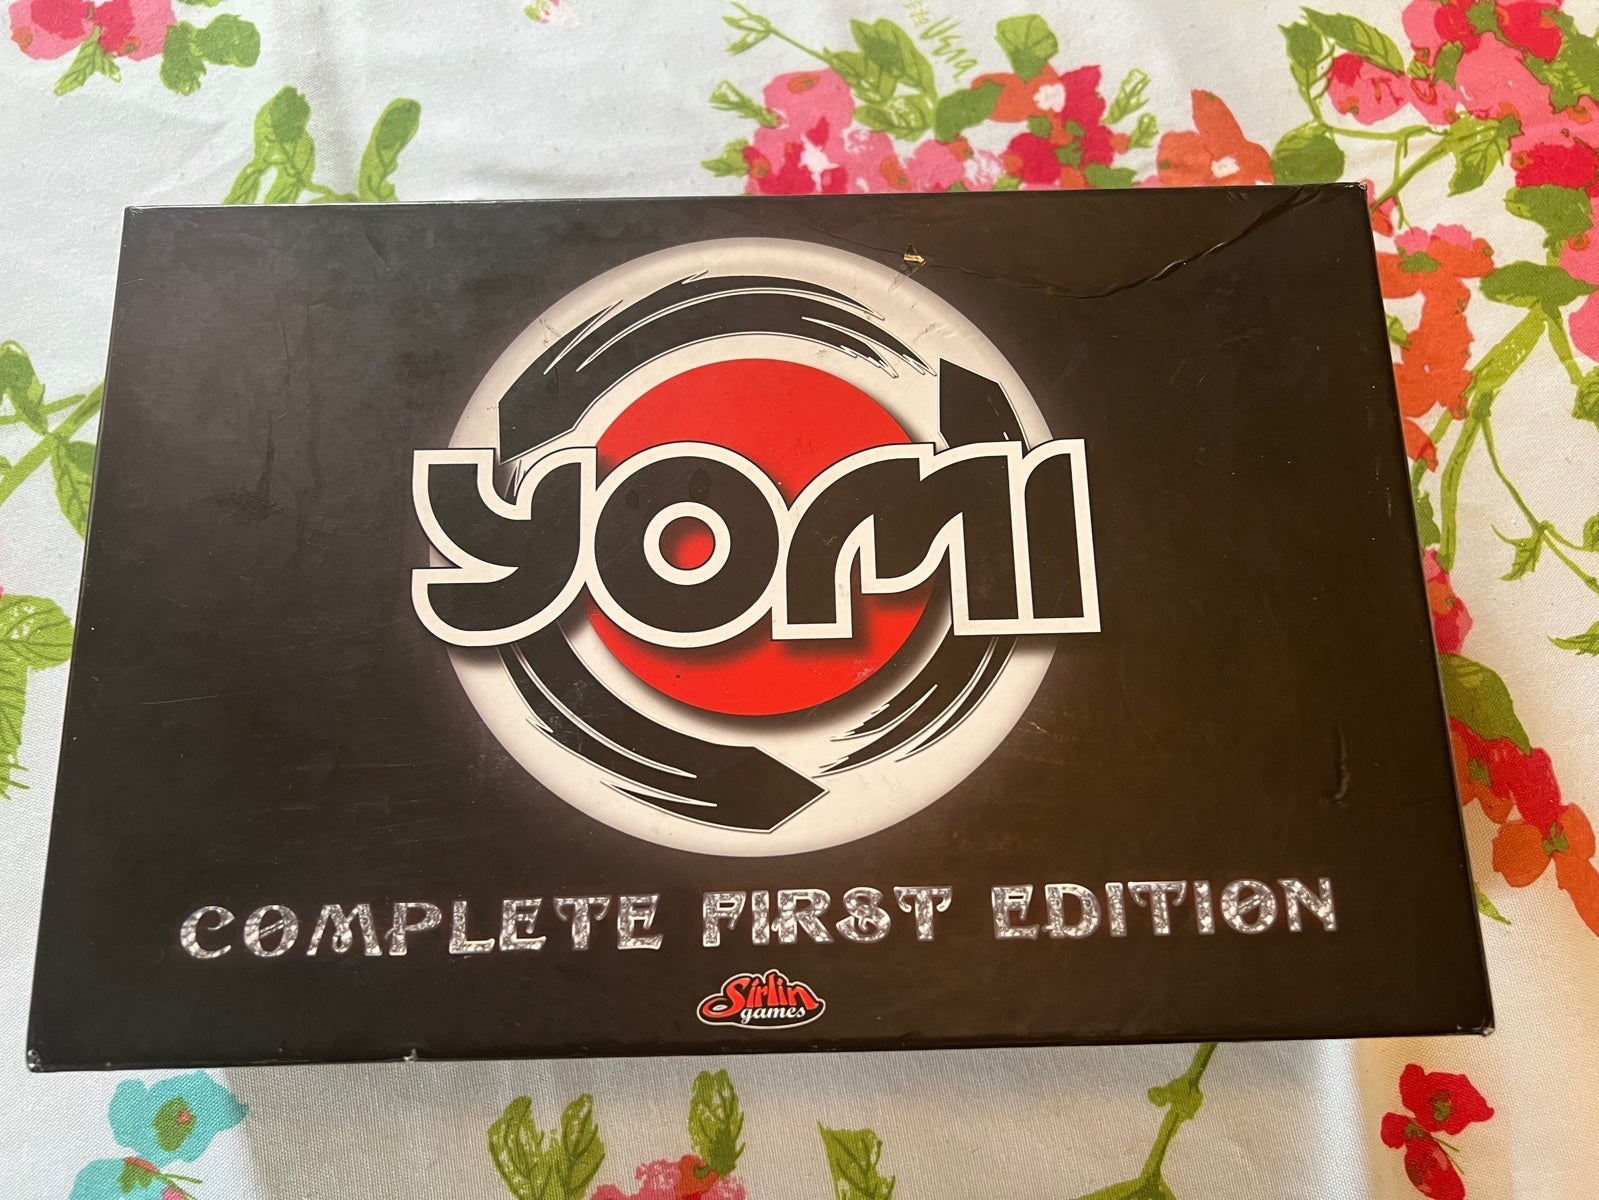 YOMI
COMPLETE FIRST EDITION
Sirlin
games